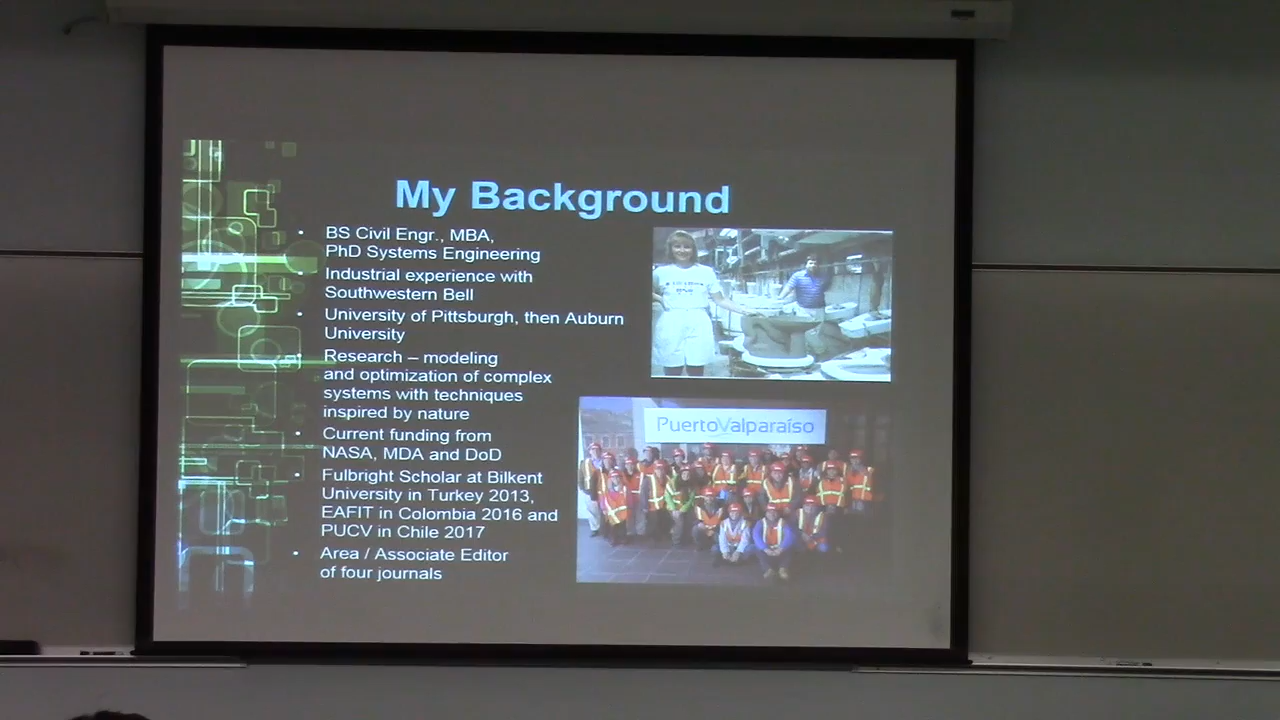 My Background
• BS Civil Engr., MBA,
PhD Systems Engineering
• Industrial experience with
Southwestern Bell
• University of Pittsburgh, then Auburn
University
• Research – modeling
and optimization of complex
systems with techniques
inspired by nature
• Current funding from
NASA, MDA and DoD
• Fulbright Scholar at Bilkent
University in Turkey 2013,
EAFIT in Colombia 2016 and
PUCV in Chile 2017
• Area / Associate Editor
of four journals
PuertoValparaíso